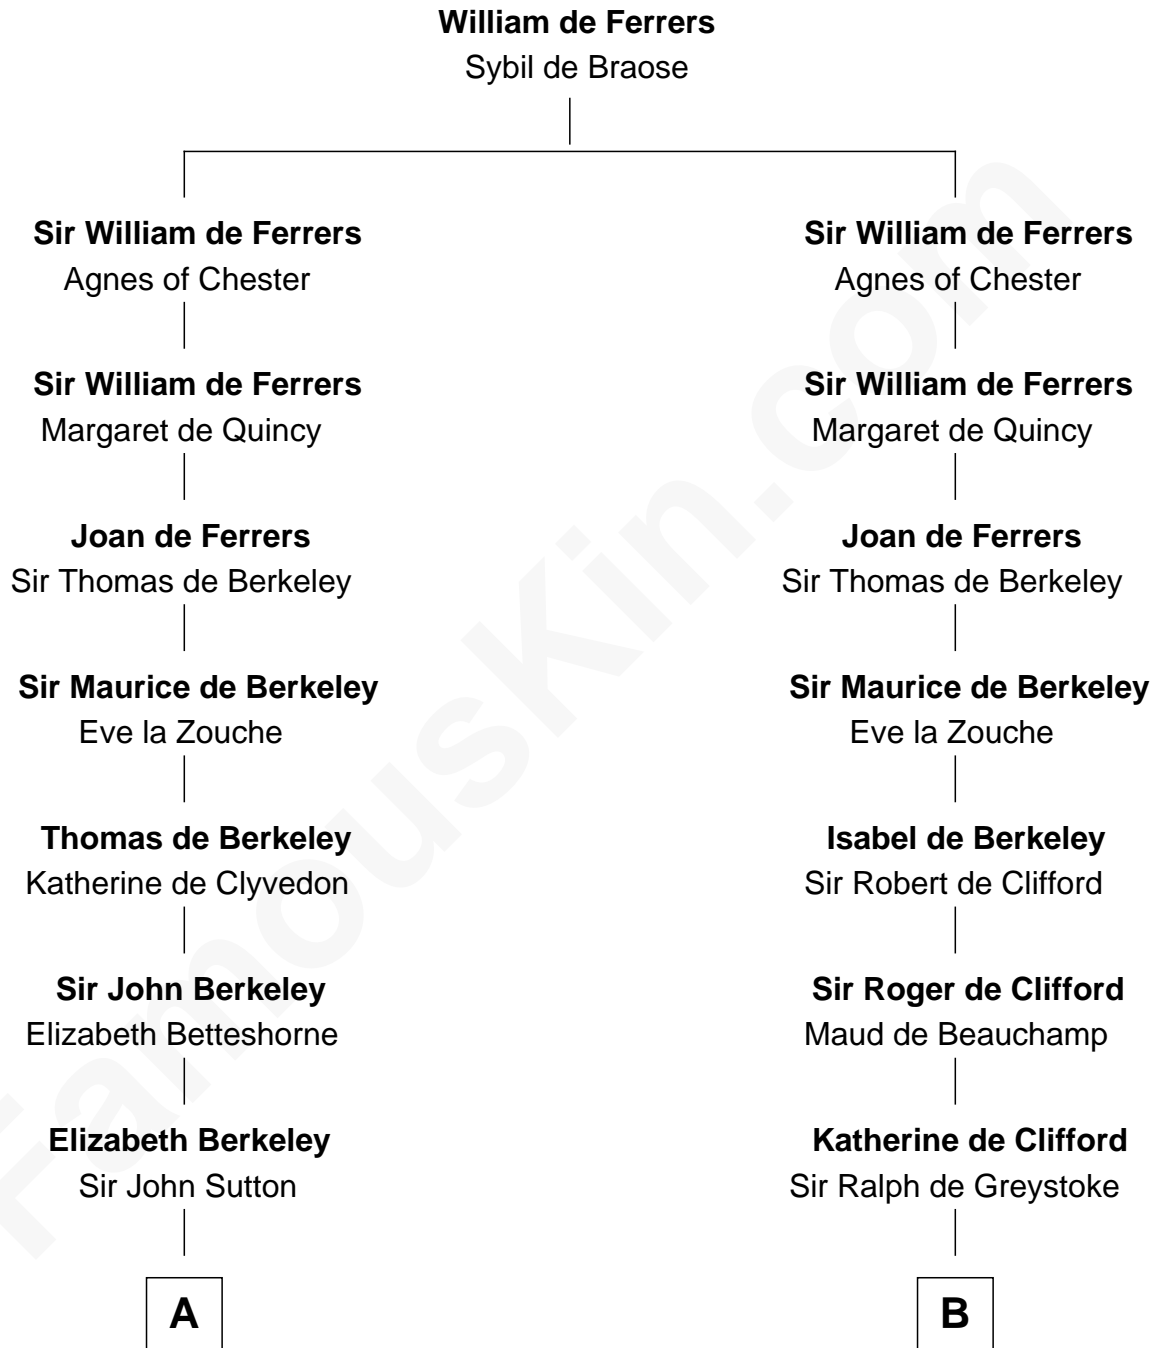 William de Ferrers
Sybil de Braose
Sir William de Ferrers
Agnes of Chester
Sir William de Ferrers
Margaret de Quincy
Joan de Ferrers
Sir Thomas de Berkeley
Sir Maurice de Berkeley
Eve la Zouche
Thomas de Berkeley
Katherine de Clyvedon
Sir John Berkeley
Elizabeth Betteshorne
Elizabeth Berkeley
Sir John Sutton
A
Sir William de Ferrers
Agnes of Chester
Sir William de Ferrers
Margaret de Quincy
Joan de Ferrers
Sir Thomas de Berkeley
Sir Maurice de Berkeley
Eve la Zouche
Isabel de Berkeley
Sir Robert de Clifford
Sir Roger de Clifford
Maud de Beauchamp
Katherine de Clifford
Sir Ralph de Greystoke
B
FamousKin.com